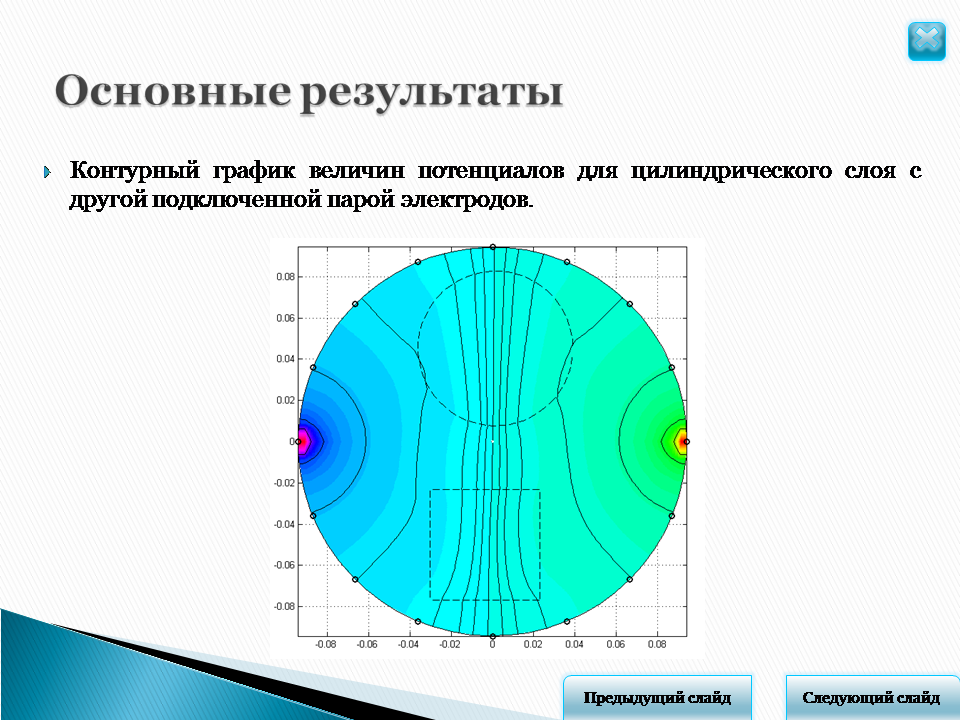 Основные результаты
Контурный график величин потенциалов для цилиндрического слоя с
другой подключенной парой электродов.
0.08
0.06
0.04
0.02
0
-0.02
-0.04
-0.06
-0.08
-0.08 -0.06 -0.04 -0.02 0 0.02 0.04 0.06 0.08
Предыдущий слайд
Следующий слайд